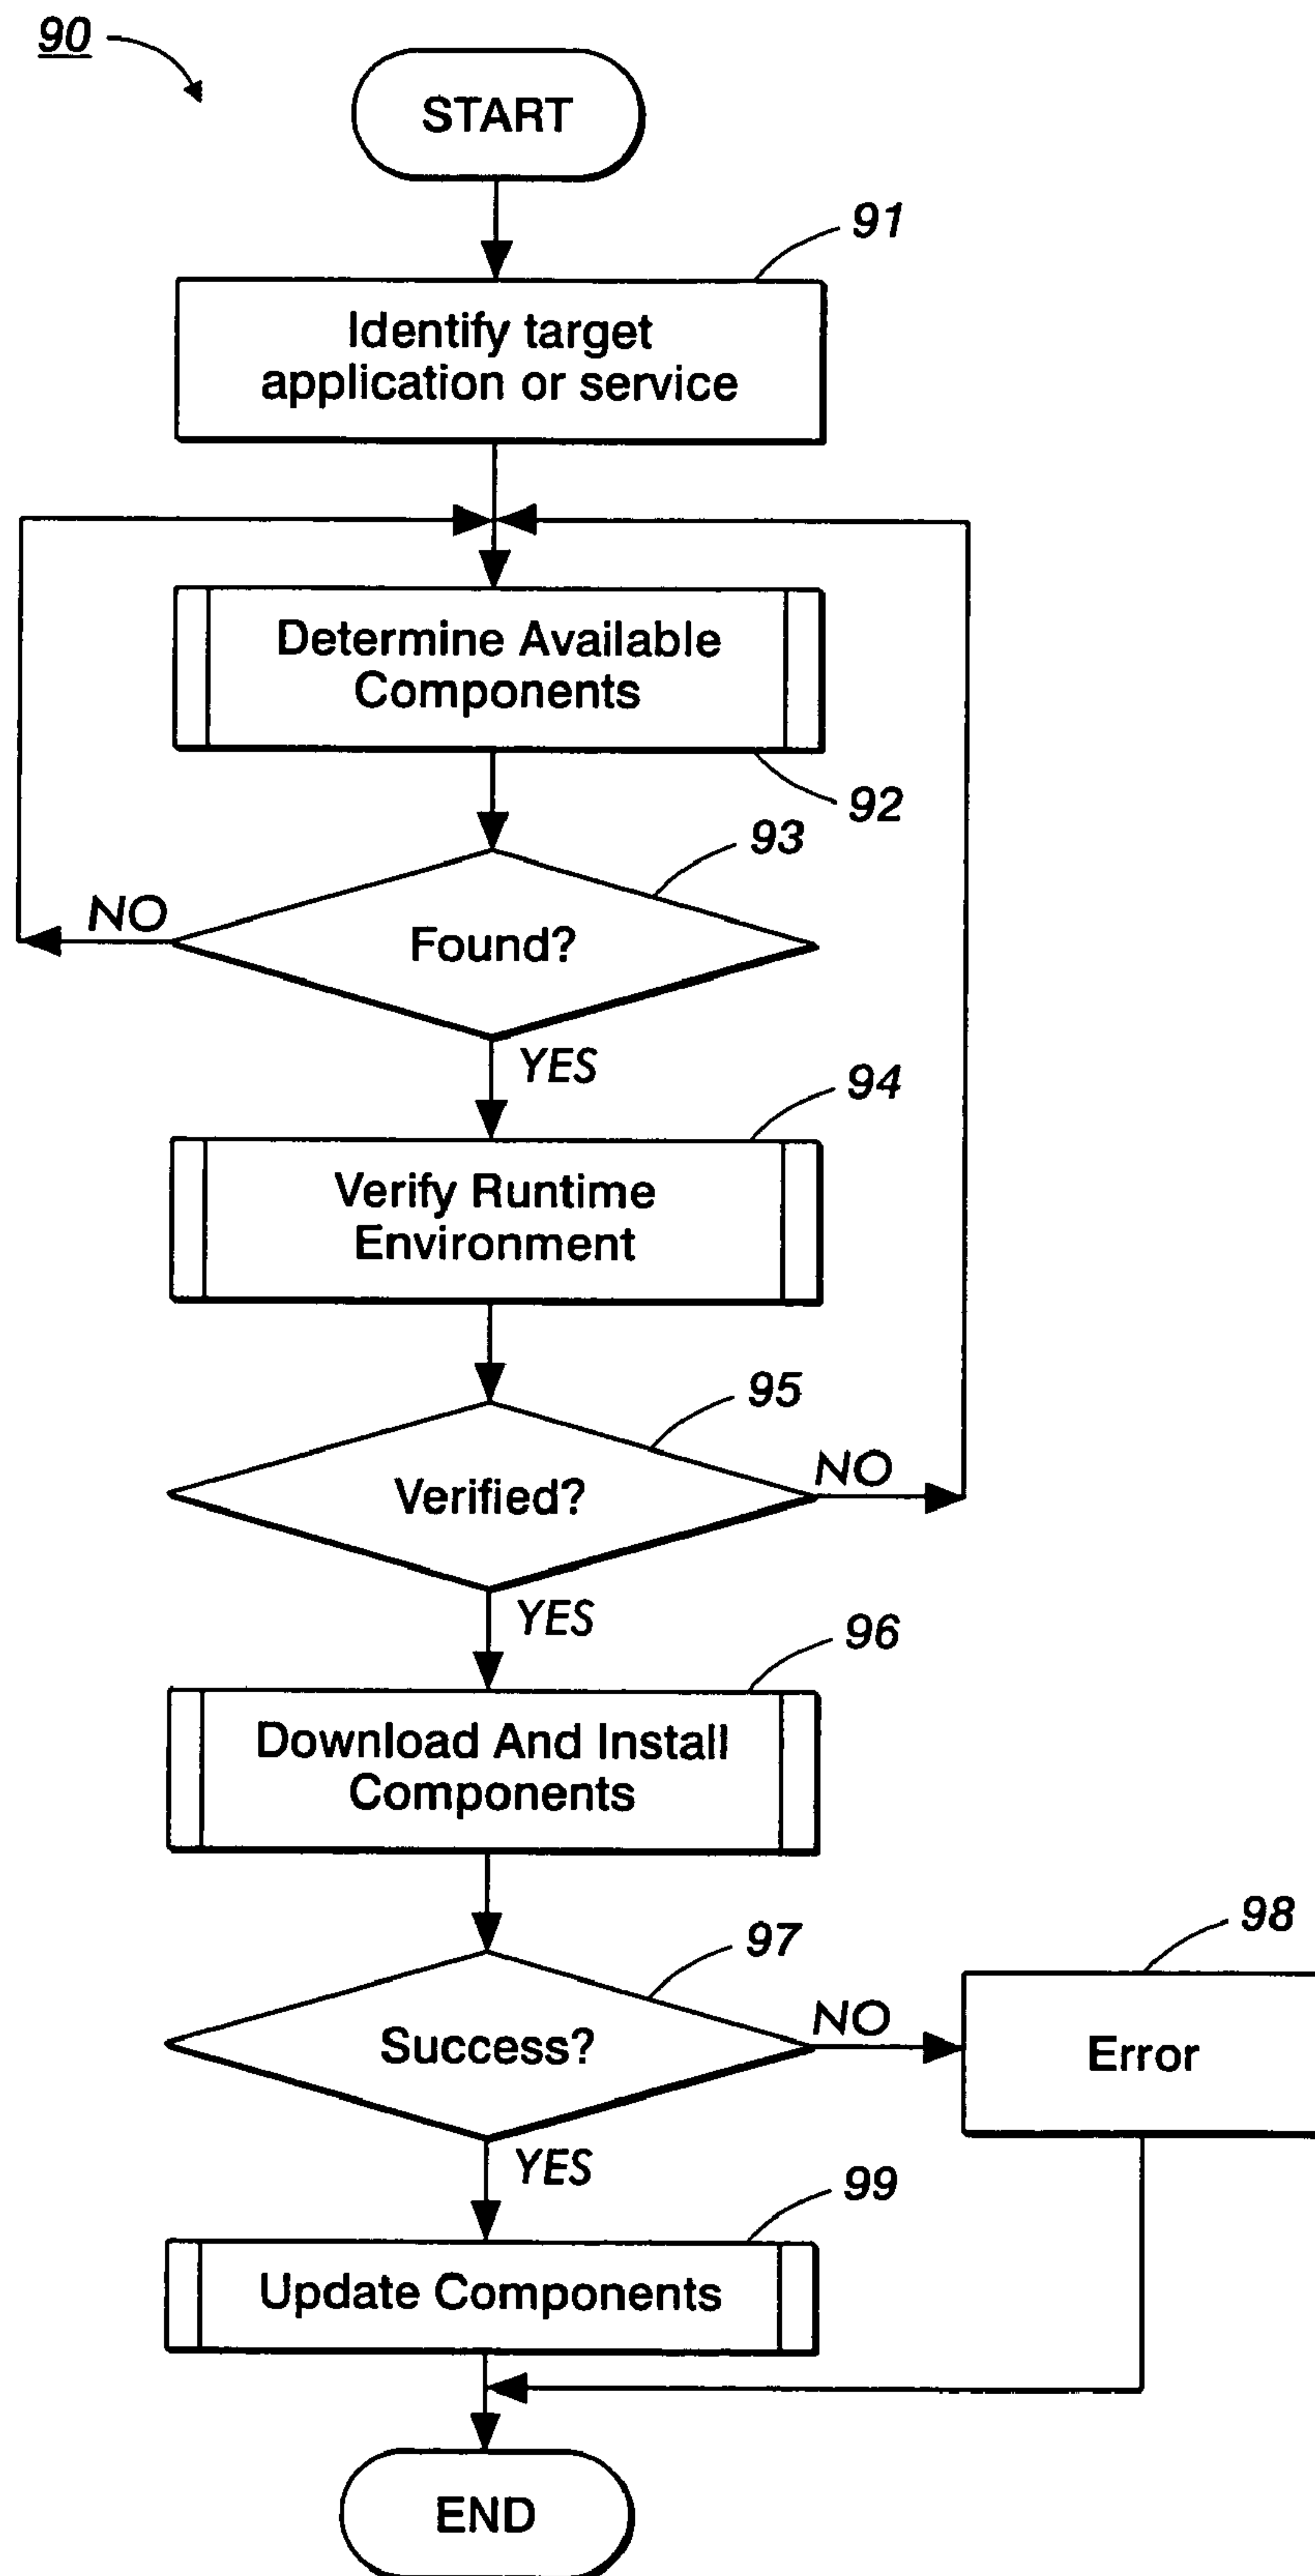 90
START
91
Identify target
application or service
Determine Available
Components
92
93
NO
Found?
YES
94
Verify Runtime
Environment
95
NO
Verified?
YES
96
Download And Install
Components
97
98
NO
Success?
Error
YES
99
Update Components
END